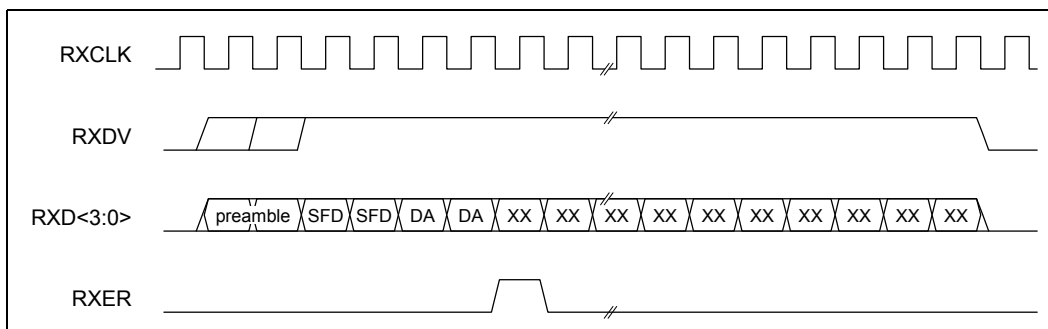 RXCLK
RXDV
RXD<3:0> preamble SFD SFD DA DA XX XX XX XX XX XX XX XX XX XX
RXER